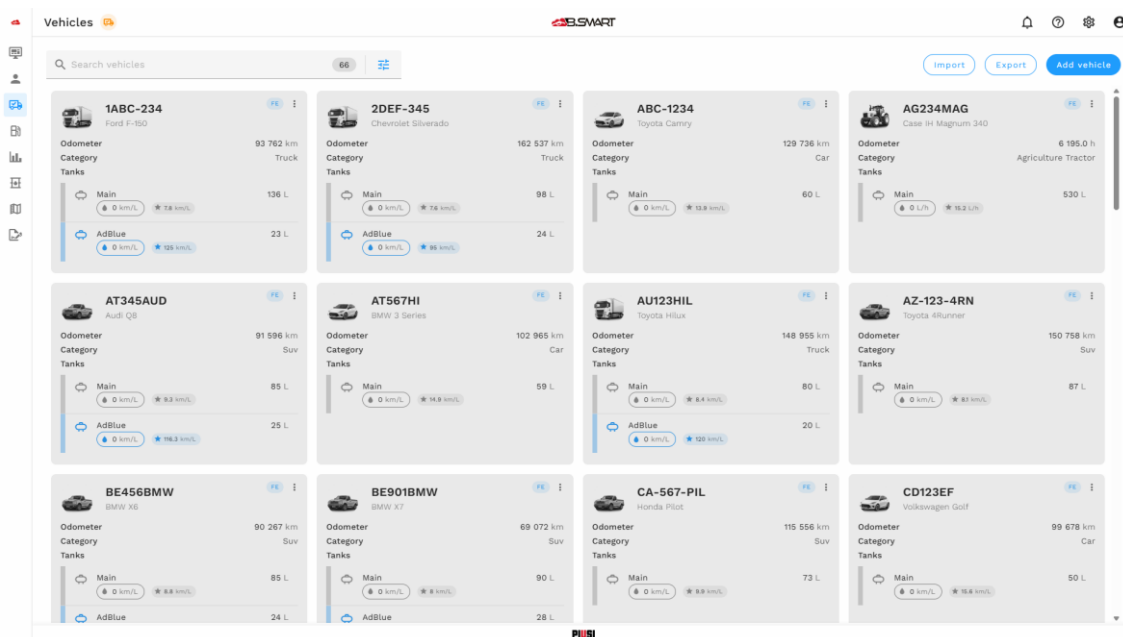 Vehicles
B.SMART
Search vehicles 66
Import Export Add vehicle
1ABC-234 FE
Ford F-150
Odometer 93 762 km
Category Truck
Tanks
Main 136 L
0 km/L 7.8 km/L
AdBlue 23 L
0 km/L 125 km/L
2DEF-345 FE
Chevrolet Silverado
Odometer 162 537 km
Category Truck
Tanks
Main 98 L
0 km/L 7.6 km/L
AdBlue 24 L
0 km/L 95 km/L
ABC-1234 FE
Toyota Camry
Odometer 129 736 km
Category Car
Tanks
Main 60 L
0 km/L 13.9 km/L
AG234MAG FE
Case IH Magnum 340
Odometer 6 195.0 h
Category Agriculture Tractor
Tanks
Main 530 L
0 L/h 15.2 L/h
AT345AUD FE
Audi Q8
Odometer 91 596 km
Category Suv
Tanks
Main 85 L
0 km/L 9.3 km/L
AdBlue 25 L
0 km/L 116.3 km/L
AT567HI FE
BMW 3 Series
Odometer 102 965 km
Category Car
Tanks
Main 59 L
0 km/L 14.9 km/L
AU123HIL FE
Toyota Hilux
Odometer 148 955 km
Category Truck
Tanks
Main 80 L
0 km/L 8.4 km/L
AdBlue 20 L
0 km/L 120 km/L
AZ-123-4RN FE
Toyota 4Runner
Odometer 150 758 km
Category Suv
Tanks
Main 87 L
0 km/L 8.1 km/L
BE456BMW FE
BMW X6
Odometer 90 267 km
Category Suv
Tanks
Main 85 L
0 km/L 8.8 km/L
AdBlue 24 L
BE901BMW FE
BMW X7
Odometer 69 072 km
Category Suv
Tanks
Main 90 L
0 km/L 8 km/L
AdBlue 28 L
CA-567-PIL FE
Honda Pilot
Odometer 115 556 km
Category Suv
Tanks
Main 73 L
0 km/L 9.9 km/L
CD123EF FE
Volkswagen Golf
Odometer 99 678 km
Category Car
Tanks
Main 50 L
0 km/L 15.6 km/L
PIUSI